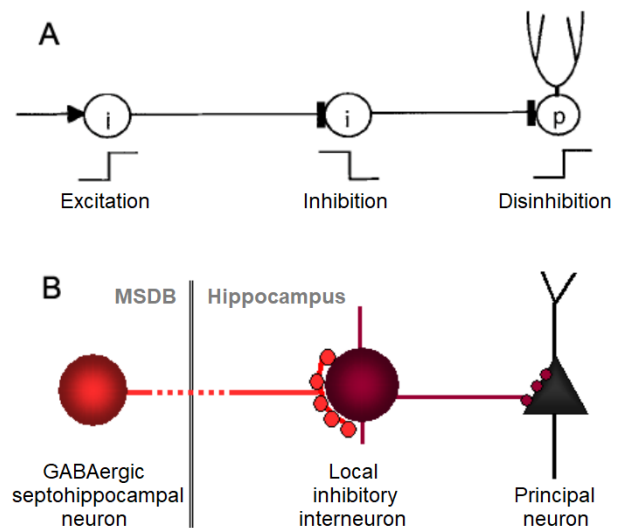 A
i
i
p
Excitation
Inhibition
Disinhibition
B
MSDB
Hippocampus
GABAergic
septohippocampal
neuron
Local
inhibitory
interneuron
Principal
neuron